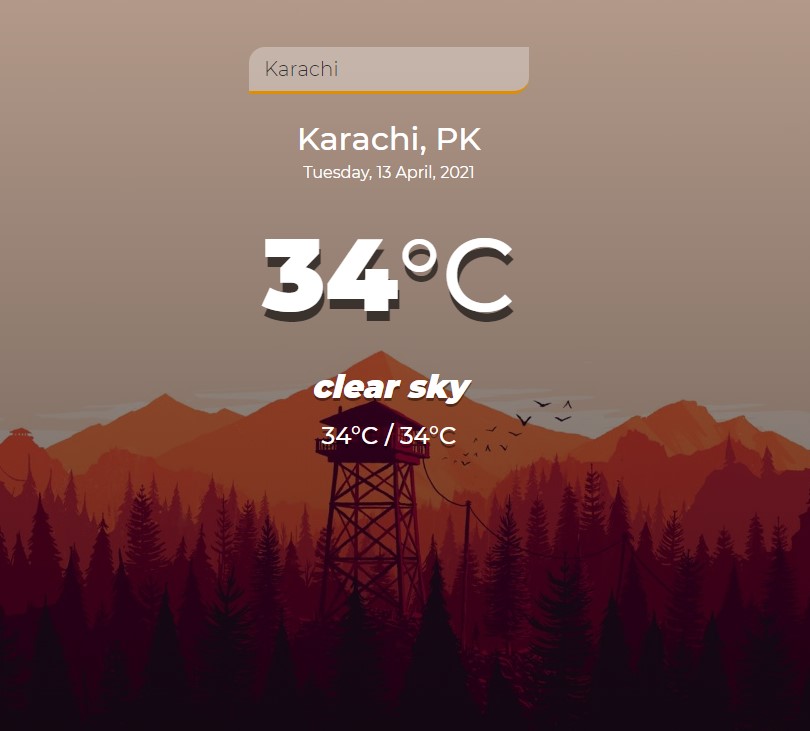 Karachi
Karachi, PK
Tuesday, 13 April, 2021
34°C
clear sky
34°C / 34°C